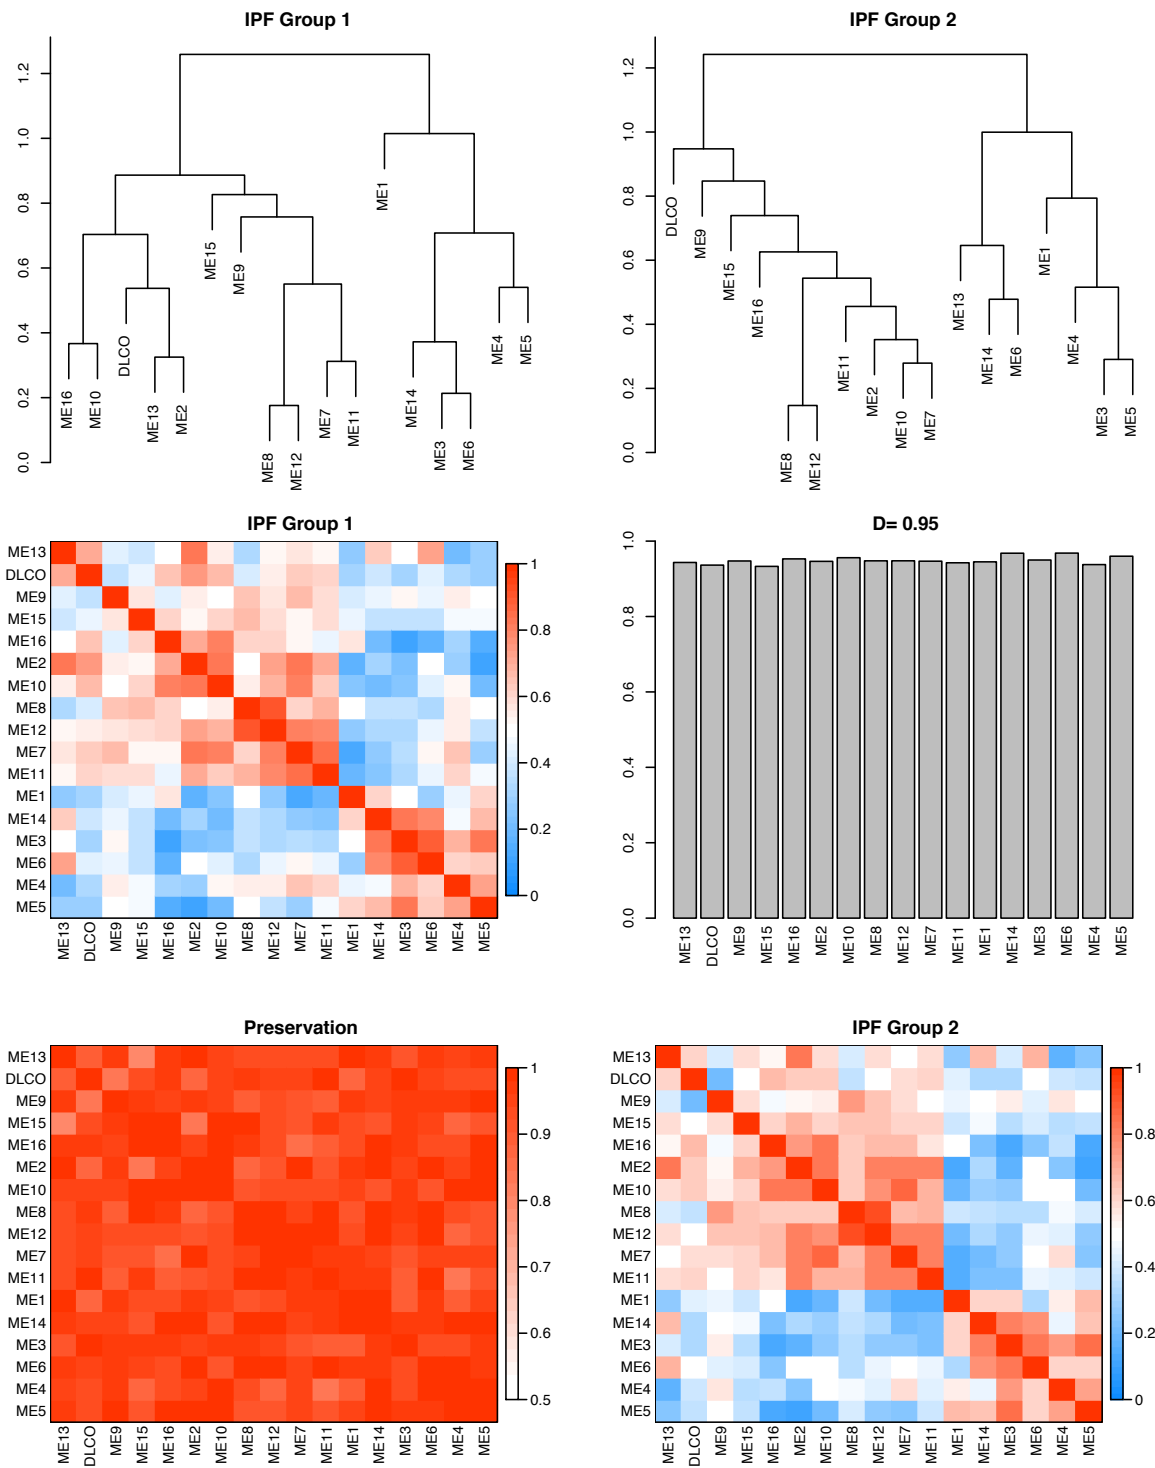 IPF Group 1
1.2
1.0
0.8
0.6
0.4
0.2
0.0
ME16
ME10
DLCO
ME13
ME2
ME15
ME9
ME8
ME12
ME7
ME11
ME1
ME14
ME3
ME6
ME4
ME5
IPF Group 2
1.2
1.0
0.8
0.6
0.4
0.2
0.0
DLCO
ME9
ME15
ME16
ME8
ME12
ME11
ME2
ME10
ME7
ME13
ME14
ME6
ME1
ME4
ME3
ME5
IPF Group 1
ME13
DLCO
ME9
ME15
ME16
ME2
ME10
ME8
ME12
ME7
ME11
ME1
ME14
ME3
ME6
ME4
ME5
1
0.8
0.6
0.4
0.2
0
ME13 DLCO ME9 ME15 ME16 ME2 ME10 ME8 ME12 ME7 ME11 ME1 ME14 ME3 ME6 ME4 ME5
D= 0.95
1.0
0.8
0.6
0.4
0.2
0.0
ME13 DLCO ME9 ME15 ME16 ME2 ME10 ME8 ME12 ME7 ME11 ME1 ME14 ME3 ME6 ME4 ME5
Preservation
ME13
DLCO
ME9
ME15
ME16
ME2
ME10
ME8
ME12
ME7
ME11
ME1
ME14
ME3
ME6
ME4
ME5
1
0.9
0.8
0.7
0.6
0.5
ME13 DLCO ME9 ME15 ME16 ME2 ME10 ME8 ME12 ME7 ME11 ME1 ME14 ME3 ME6 ME4 ME5
IPF Group 2
ME13
DLCO
ME9
ME15
ME16
ME2
ME10
ME8
ME12
ME7
ME11
ME1
ME14
ME3
ME6
ME4
ME5
1
0.8
0.6
0.4
0.2
0
ME13 DLCO ME9 ME15 ME16 ME2 ME10 ME8 ME12 ME7 ME11 ME1 ME14 ME3 ME6 ME4 ME5